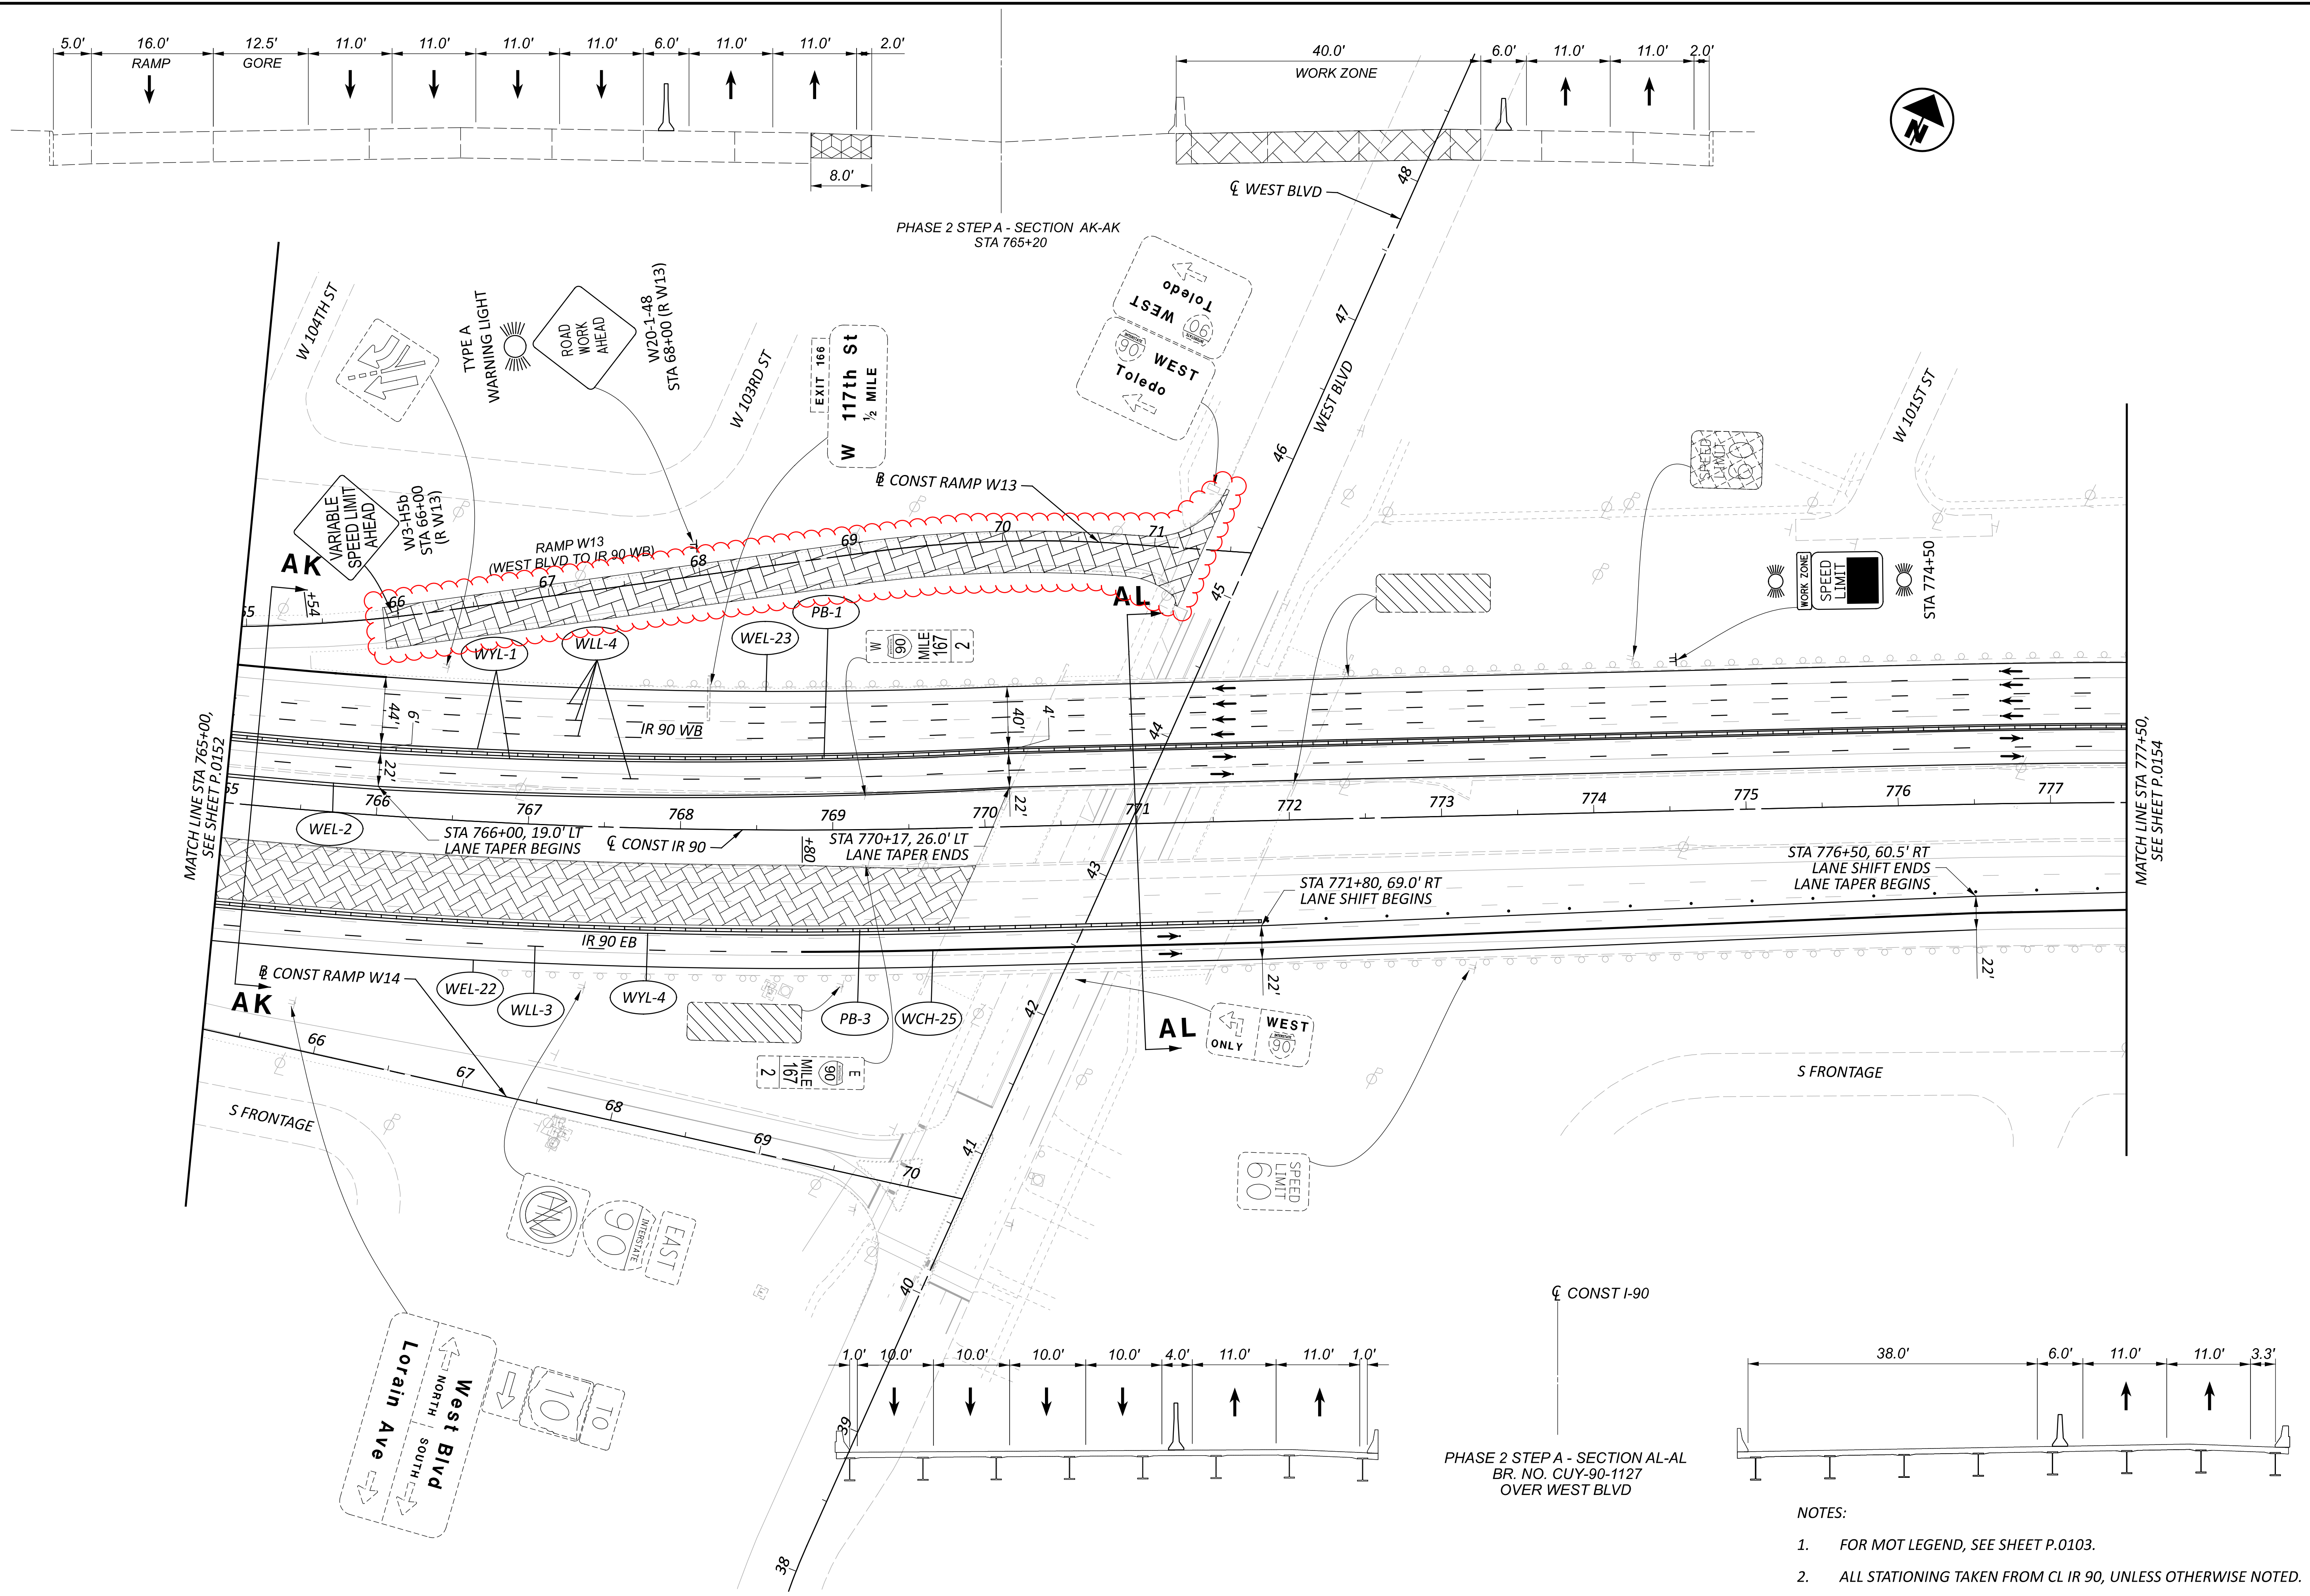 5.0' 16.0' 12.5' 11.0' 11.0' 11.0' 11.0' 6.0' 11.0' 11.0' 2.0'
RAMP GORE
8.0'
40.0' 6.0' 11.0' 11.0' 2.0'
WORK ZONE
PHASE 2 STEP A - SECTION AK-AK
STA 765+20
N
℄ WEST BLVD
48
47
46
45
44
43
42
41
40
39
38
WEST BLVD
W 104TH ST
TYPE A
WARNING LIGHT
ROAD
WORK
AHEAD
W20-1-48
STA 68+00 (R W13)
W 103RD ST
EXIT 166
W 117th St
½ MILE
WEST
90
Toledo
WEST
90
Toledo
W 101ST ST
SPEED
LIMIT
60
VARIABLE
SPEED LIMIT
AHEAD
W3-H5b
STA 66+00
(R W13)
AK
+54
RAMP W13
(WEST BLVD TO IR 90 WB)
B CONST RAMP W13
65 66 67 68 69 70 71
AL
WORK ZONE
SPEED
LIMIT
STA 774+50
WYL-1
WLL-4
WEL-23
PB-1
W
90
MILE
167
2
44'
6'
22'
IR 90 WB
40'
4'
22'
MATCH LINE STA 765+00,
SEE SHEET P.0152
MATCH LINE STA 777+50,
SEE SHEET P.0154
65 766 767 768 769 770 771 772 773 774 775 776 777
WEL-2
STA 766+00, 19.0' LT
LANE TAPER BEGINS
℄ CONST IR 90
+80
STA 770+17, 26.0' LT
LANE TAPER ENDS
STA 771+80, 69.0' RT
LANE SHIFT BEGINS
STA 776+50, 60.5' RT
LANE SHIFT ENDS
LANE TAPER BEGINS
IR 90 EB
22'
22'
B CONST RAMP W14
AK
WEL-22
WLL-3
WYL-4
PB-3
WCH-25
AL
ONLY
WEST
90
E
90
MILE
167
2
66 67 68 69 70
S FRONTAGE
S FRONTAGE
SPEED
LIMIT
60
EAST
INTERSTATE
90
West Blvd
NORTH SOUTH
Lorain Ave
TO
10
℄ CONST I-90
1.0' 10.0' 10.0' 10.0' 10.0' 4.0' 11.0' 11.0' 1.0'
38.0' 6.0' 11.0' 11.0' 3.3'
PHASE 2 STEP A - SECTION AL-AL
BR. NO. CUY-90-1127
OVER WEST BLVD
NOTES:
1. FOR MOT LEGEND, SEE SHEET P.0103.
2. ALL STATIONING TAKEN FROM CL IR 90, UNLESS OTHERWISE NOTED.